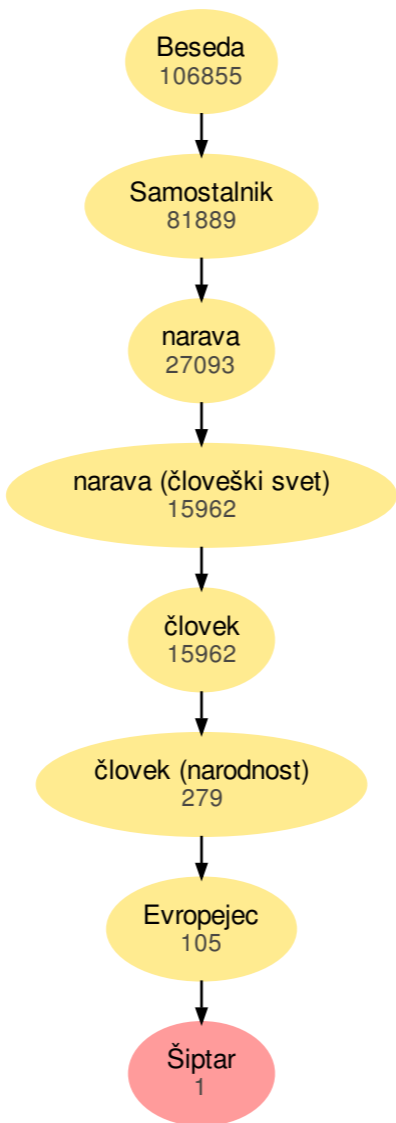 Beseda
106855
Samostalnik
81889
narava
27093
narava (človeški svet)
15962
človek
15962
človek (narodnost)
279
Evropejec
105
Šiptar
1